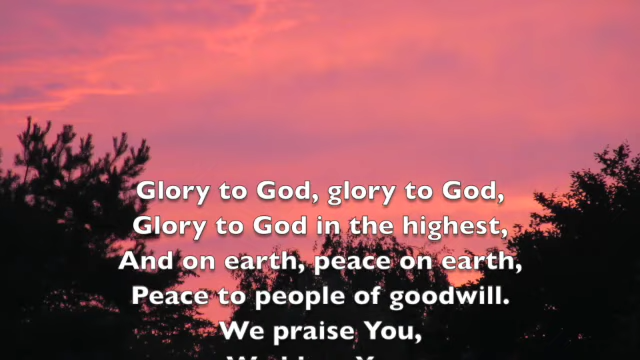 Glory to God, glory to God,
Glory to God in the highest,
And on earth, peace on earth,
Peace to people of goodwill.
We praise You,